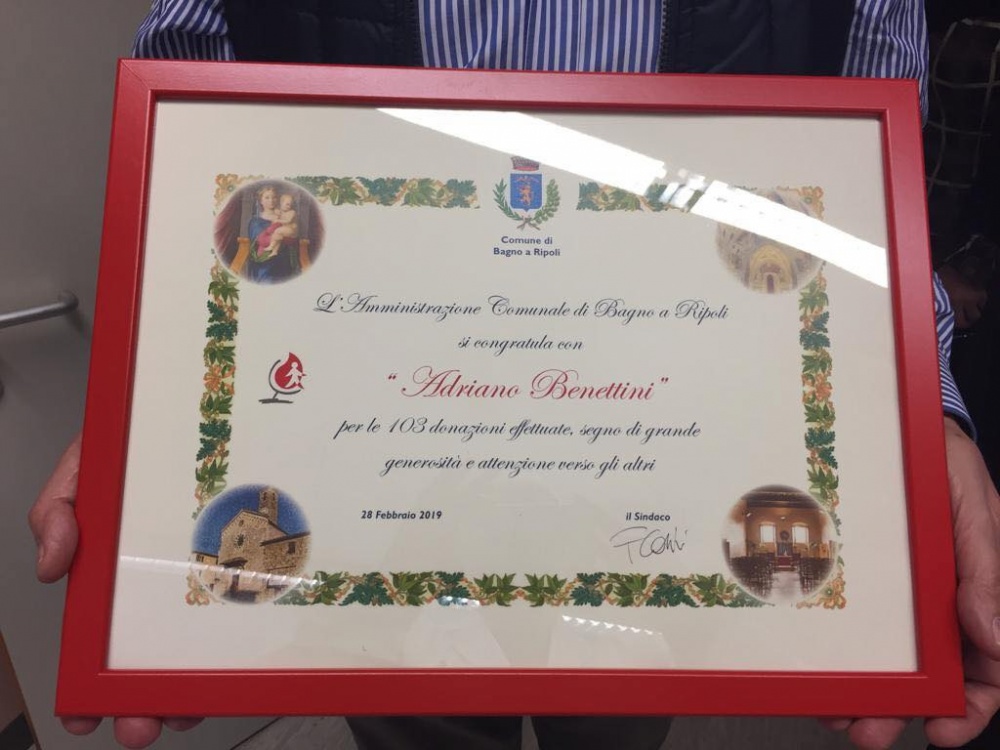 Comune di
Bagno a Ripoli
L'Amministrazione Comunale di Bagno a Ripoli
si congratula con
“Adriano Benettini”
per le 103 donazioni effettuate, segno di grande
generosità e attenzione verso gli altri
28 Febbraio 2019
il Sindaco